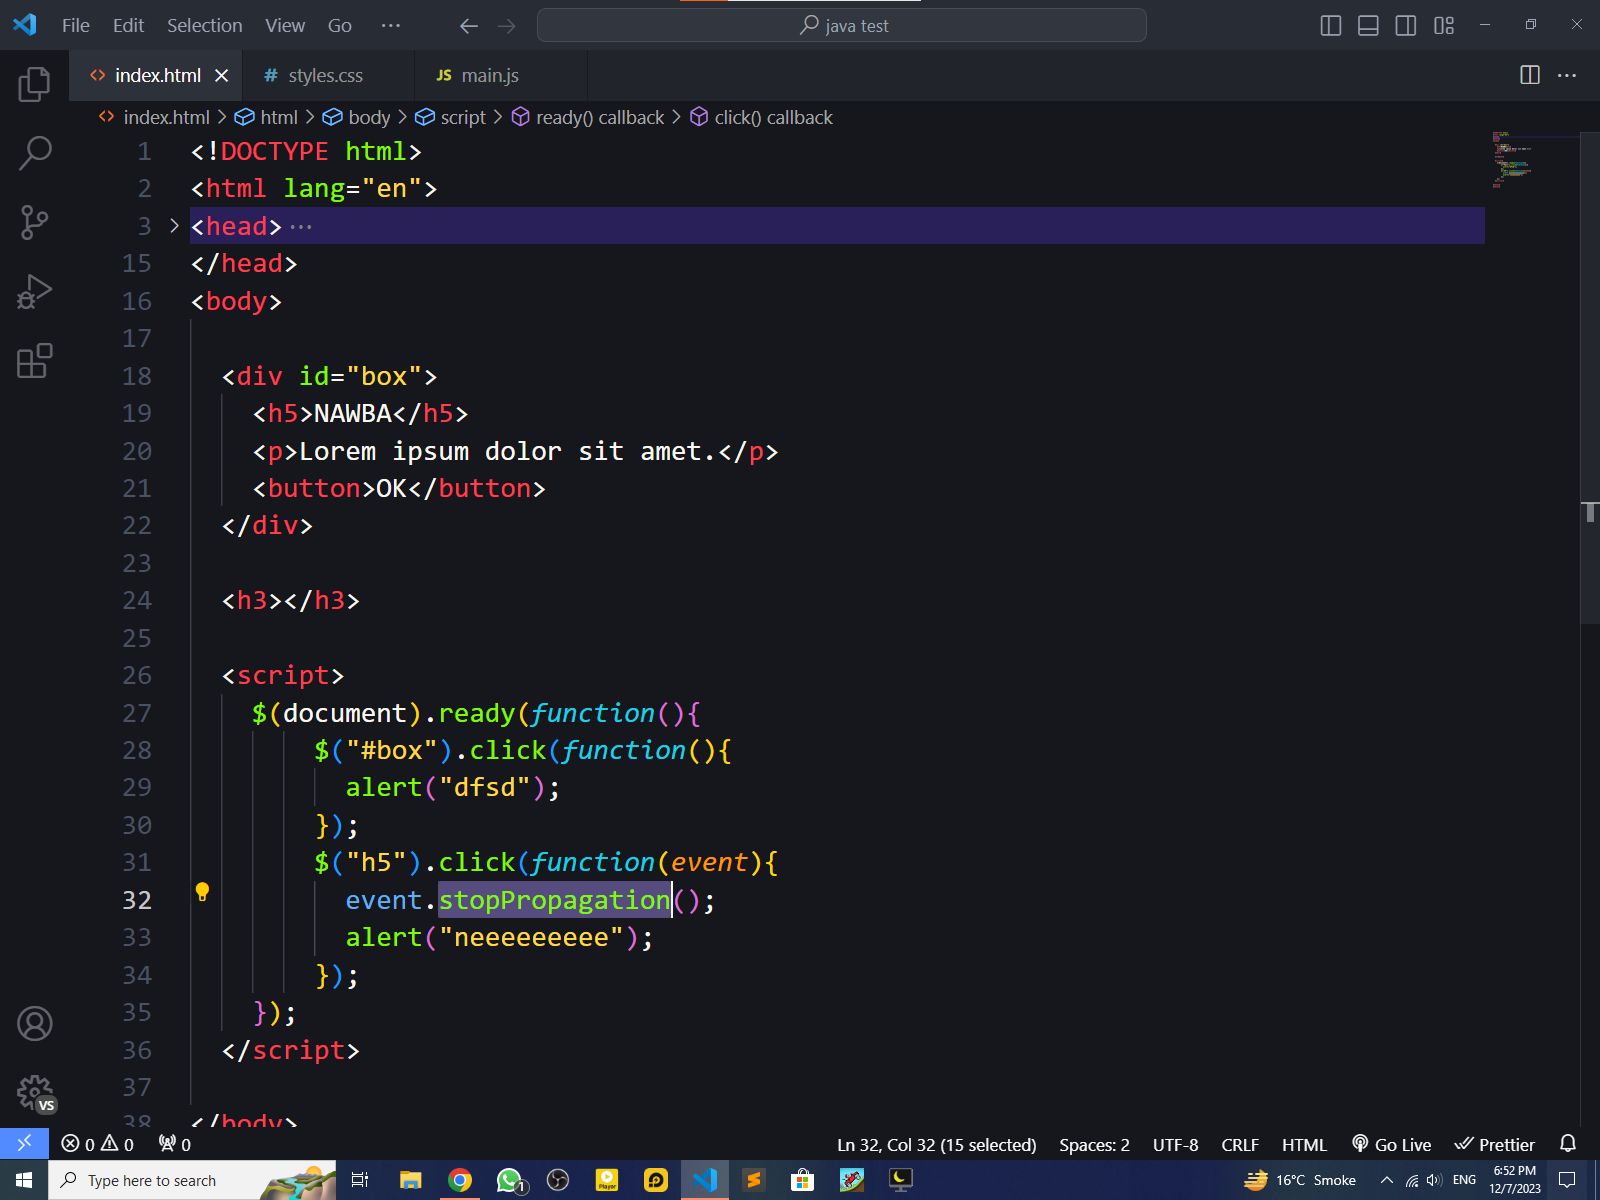 File Edit Selection View Go ··· java test
index.html styles.css JS main.js
index.html > html > body > script > ready() callback > click() callback
1 <!DOCTYPE html>
2 <html lang="en">
3 <head>···
15 </head>
16 <body>
17
18 <div id="box">
19 <h5>NAWBA</h5>
20 <p>Lorem ipsum dolor sit amet.</p>
21 <button>OK</button>
22 </div>
23
24 <h3></h3>
25
26 <script>
27 $(document).ready(function(){
28 $("#box").click(function(){
29 alert("dfsd");
30 });
31 $("h5").click(function(event){
32 event.stopPropagation();
33 alert("neeeeeeeee");
34 });
35 });
36 </script>
37
38 </body>
VS
0 0 0 Ln 32, Col 32 (15 selected) Spaces: 2 UTF-8 CRLF HTML Go Live Prettier
Type here to search 1 Player 16°C Smoke ENG 6:52 PM
12/7/2023